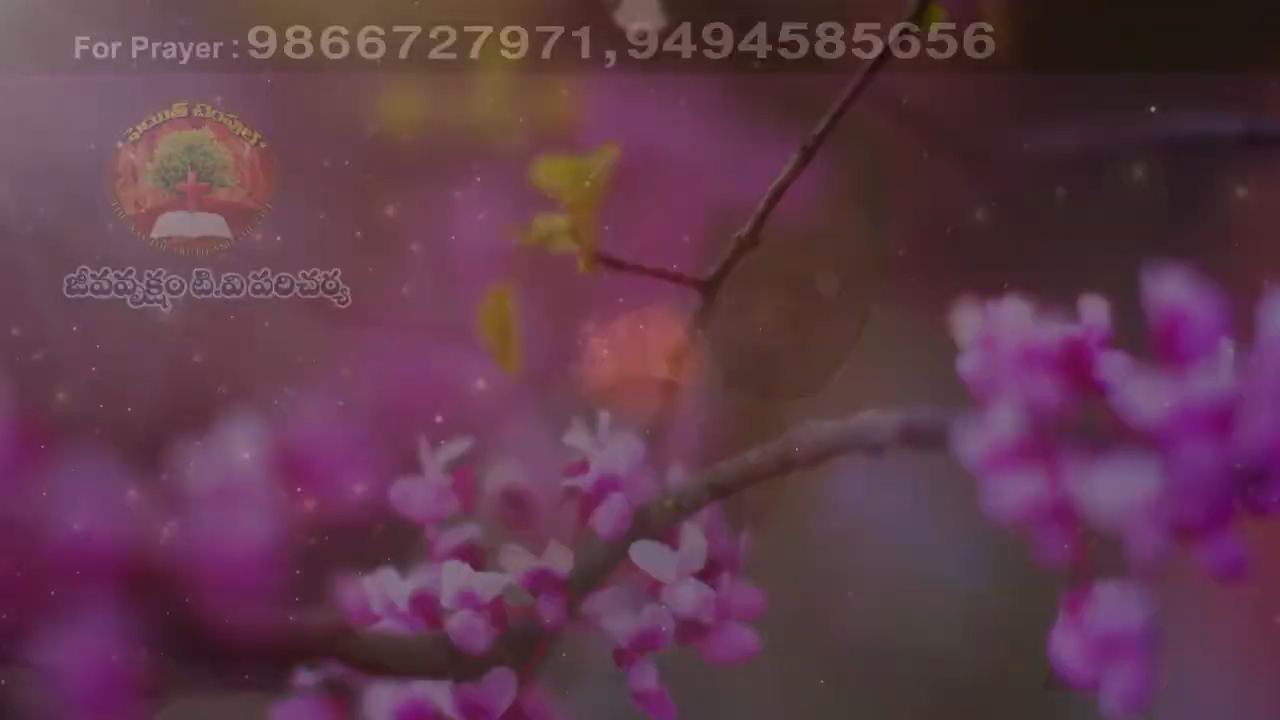 For Prayer : 9866727971,9494585656
ఫెయిత్ టెంపుల్
జీవవృక్షం టి.వి పరిచర్య